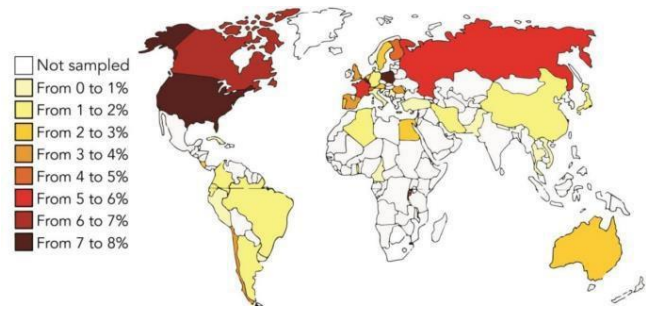 Not sampled
From 0 to 1%
From 1 to 2%
From 2 to 3%
From 3 to 4%
From 4 to 5%
From 5 to 6%
From 6 to 7%
From 7 to 8%